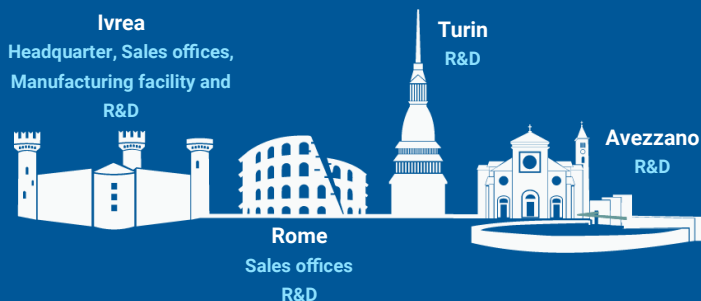 Ivrea
Headquarter, Sales offices,
Manufacturing facility and
R&D
Turin
R&D
Avezzano
R&D
Rome
Sales offices
R&D